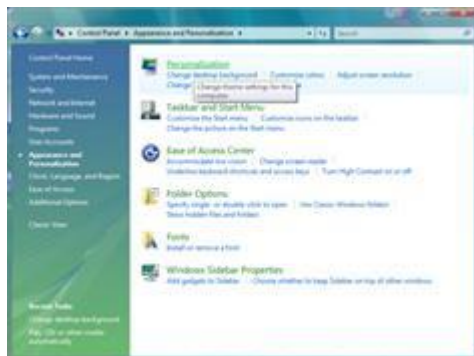 Control Panel ▸ Appearance and Personalization ▸
Search
Control Panel Home
System and Maintenance
Security
Network and Internet
Hardware and Sound
Programs
User Accounts
Appearance and
Personalization
Clock, Language, and Region
Ease of Access
Additional Options
Classic View
Recent Tasks
Change desktop background
Play CDs or other media
automatically
Personalization
Change desktop background
Customize colors
Adjust screen resolution
Change
Change theme settings for this
computer.
Taskbar and Start Menu
Customize the Start menu
Customize icons on the taskbar
Change the picture on the Start menu
Ease of Access Center
Accommodate low vision
Change screen reader
Underline keyboard shortcuts and access keys
Turn High Contrast on or off
Folder Options
Specify single- or double-click to open
Use Classic Windows folders
Show hidden files and folders
Fonts
Install or remove a font
Windows Sidebar Properties
Add gadgets to Sidebar
Choose whether to keep Sidebar on top of other windows